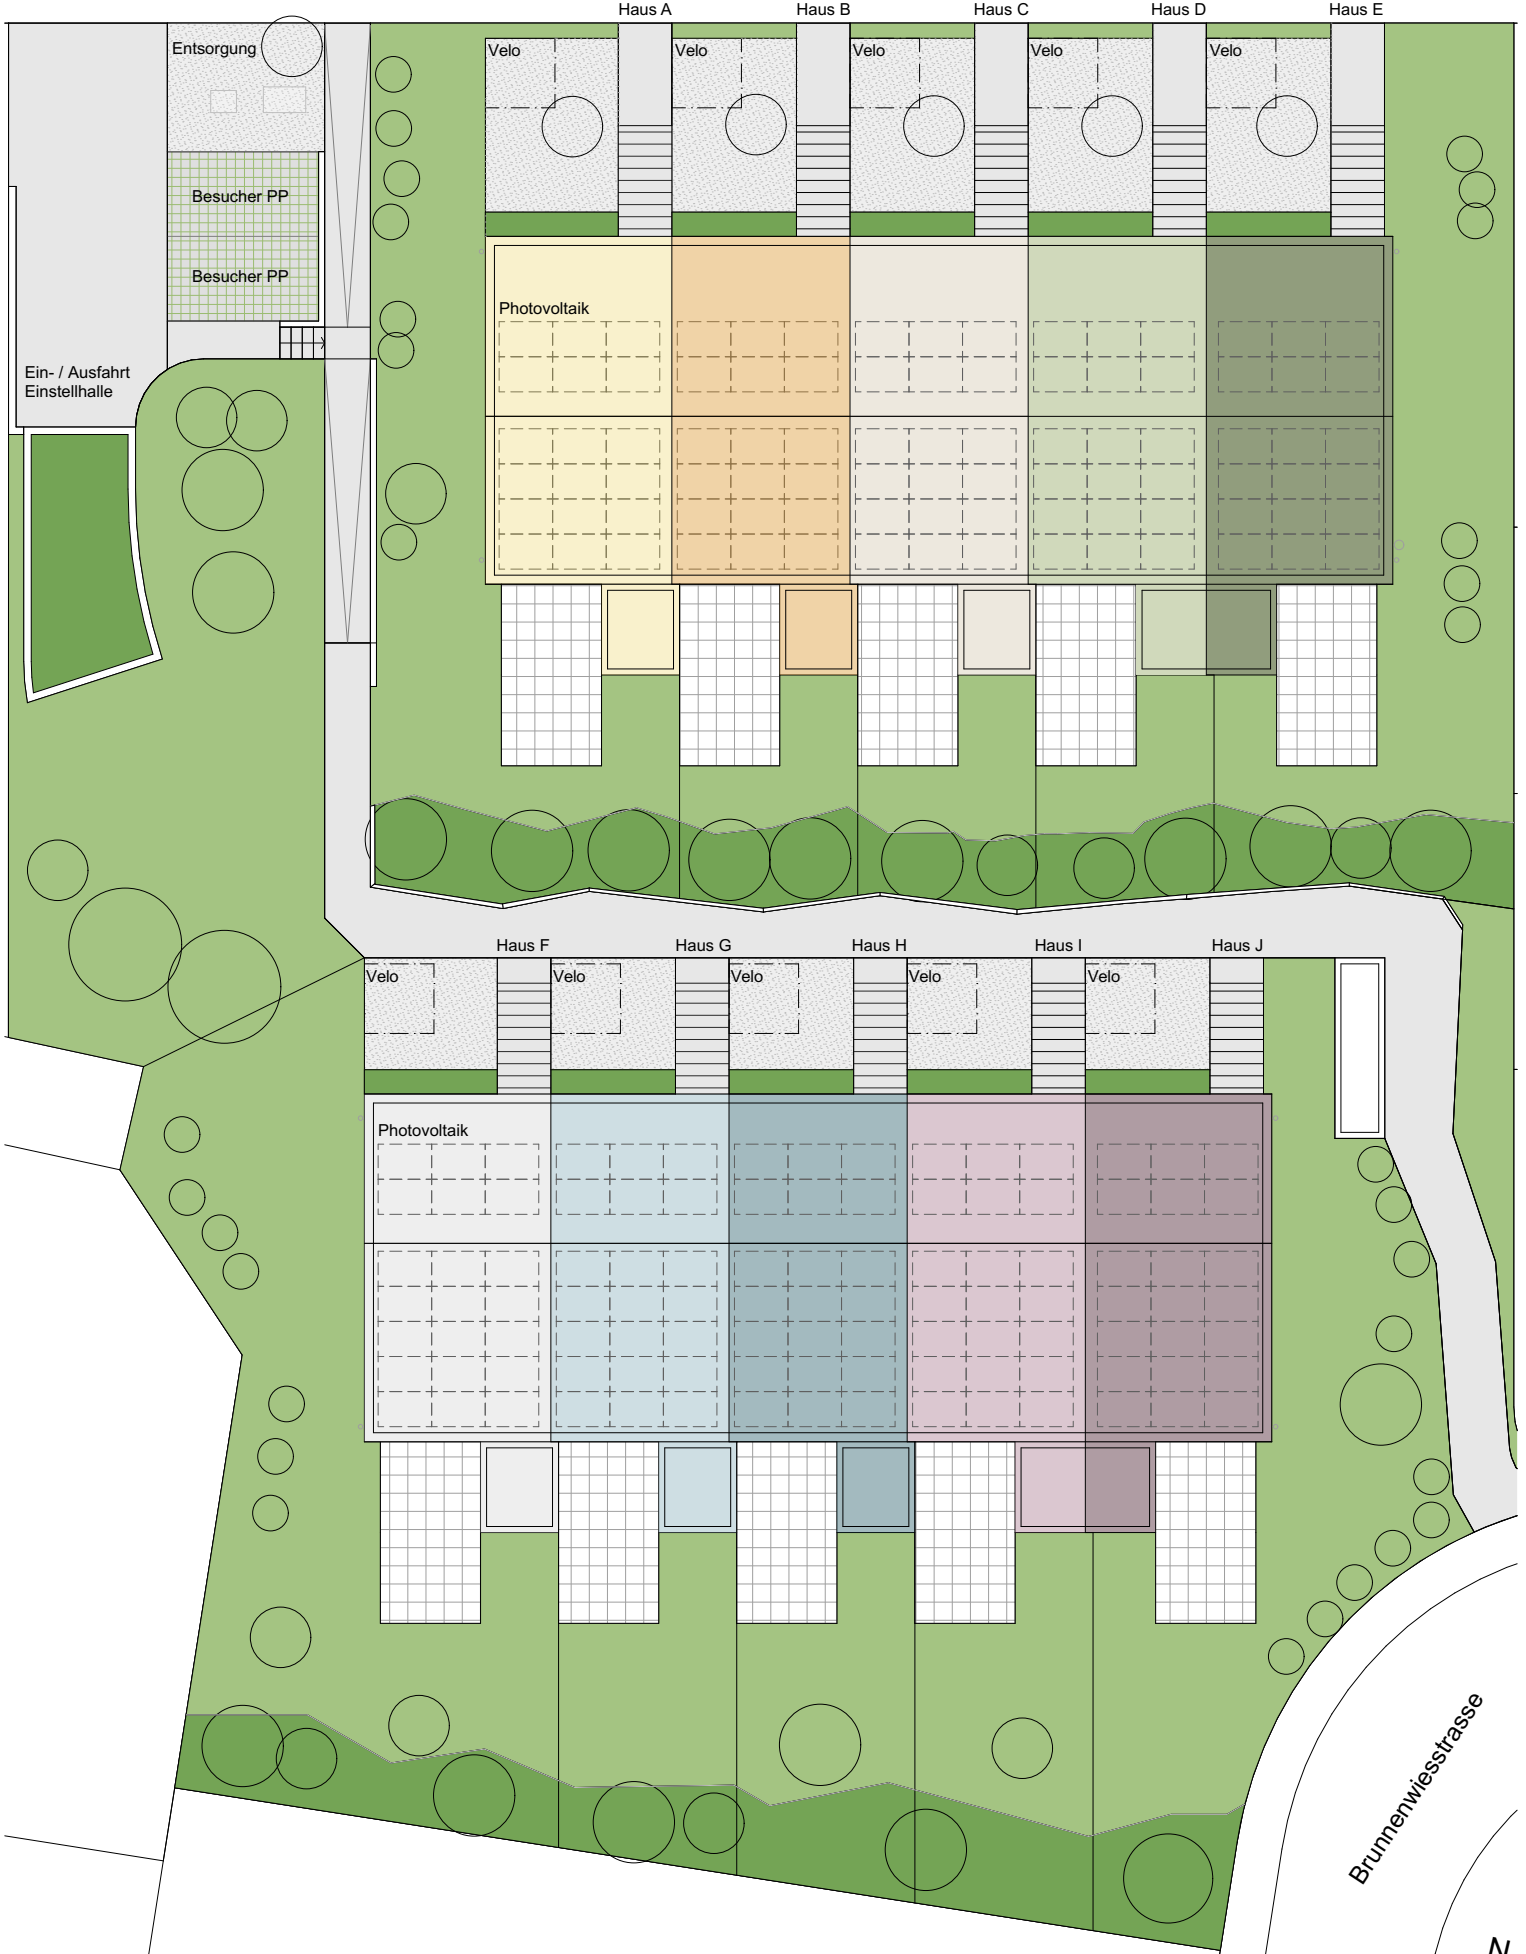 Haus A
Haus B
Haus C
Haus D
Haus E
Entsorgung
Velo
Velo
Velo
Velo
Velo
Besucher PP
Besucher PP
Photovoltaik
Ein- / Ausfahrt
Einstellhalle
Haus F
Haus G
Haus H
Haus I
Haus J
Velo
Velo
Velo
Velo
Velo
Photovoltaik
Brunnenwiesstrasse